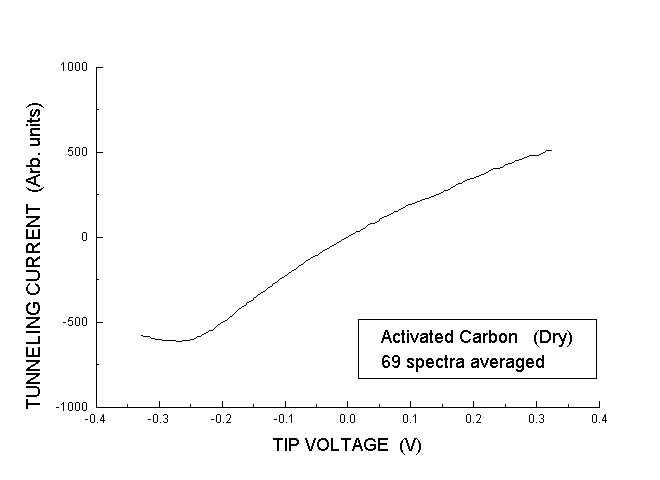 TUNNELING CURRENT (Arb. units)
1000
500
0
-500
-1000
-0.4 -0.3 -0.2 -0.1 0.0 0.1 0.2 0.3 0.4
TIP VOLTAGE (V)
Activated Carbon (Dry)
69 spectra averaged